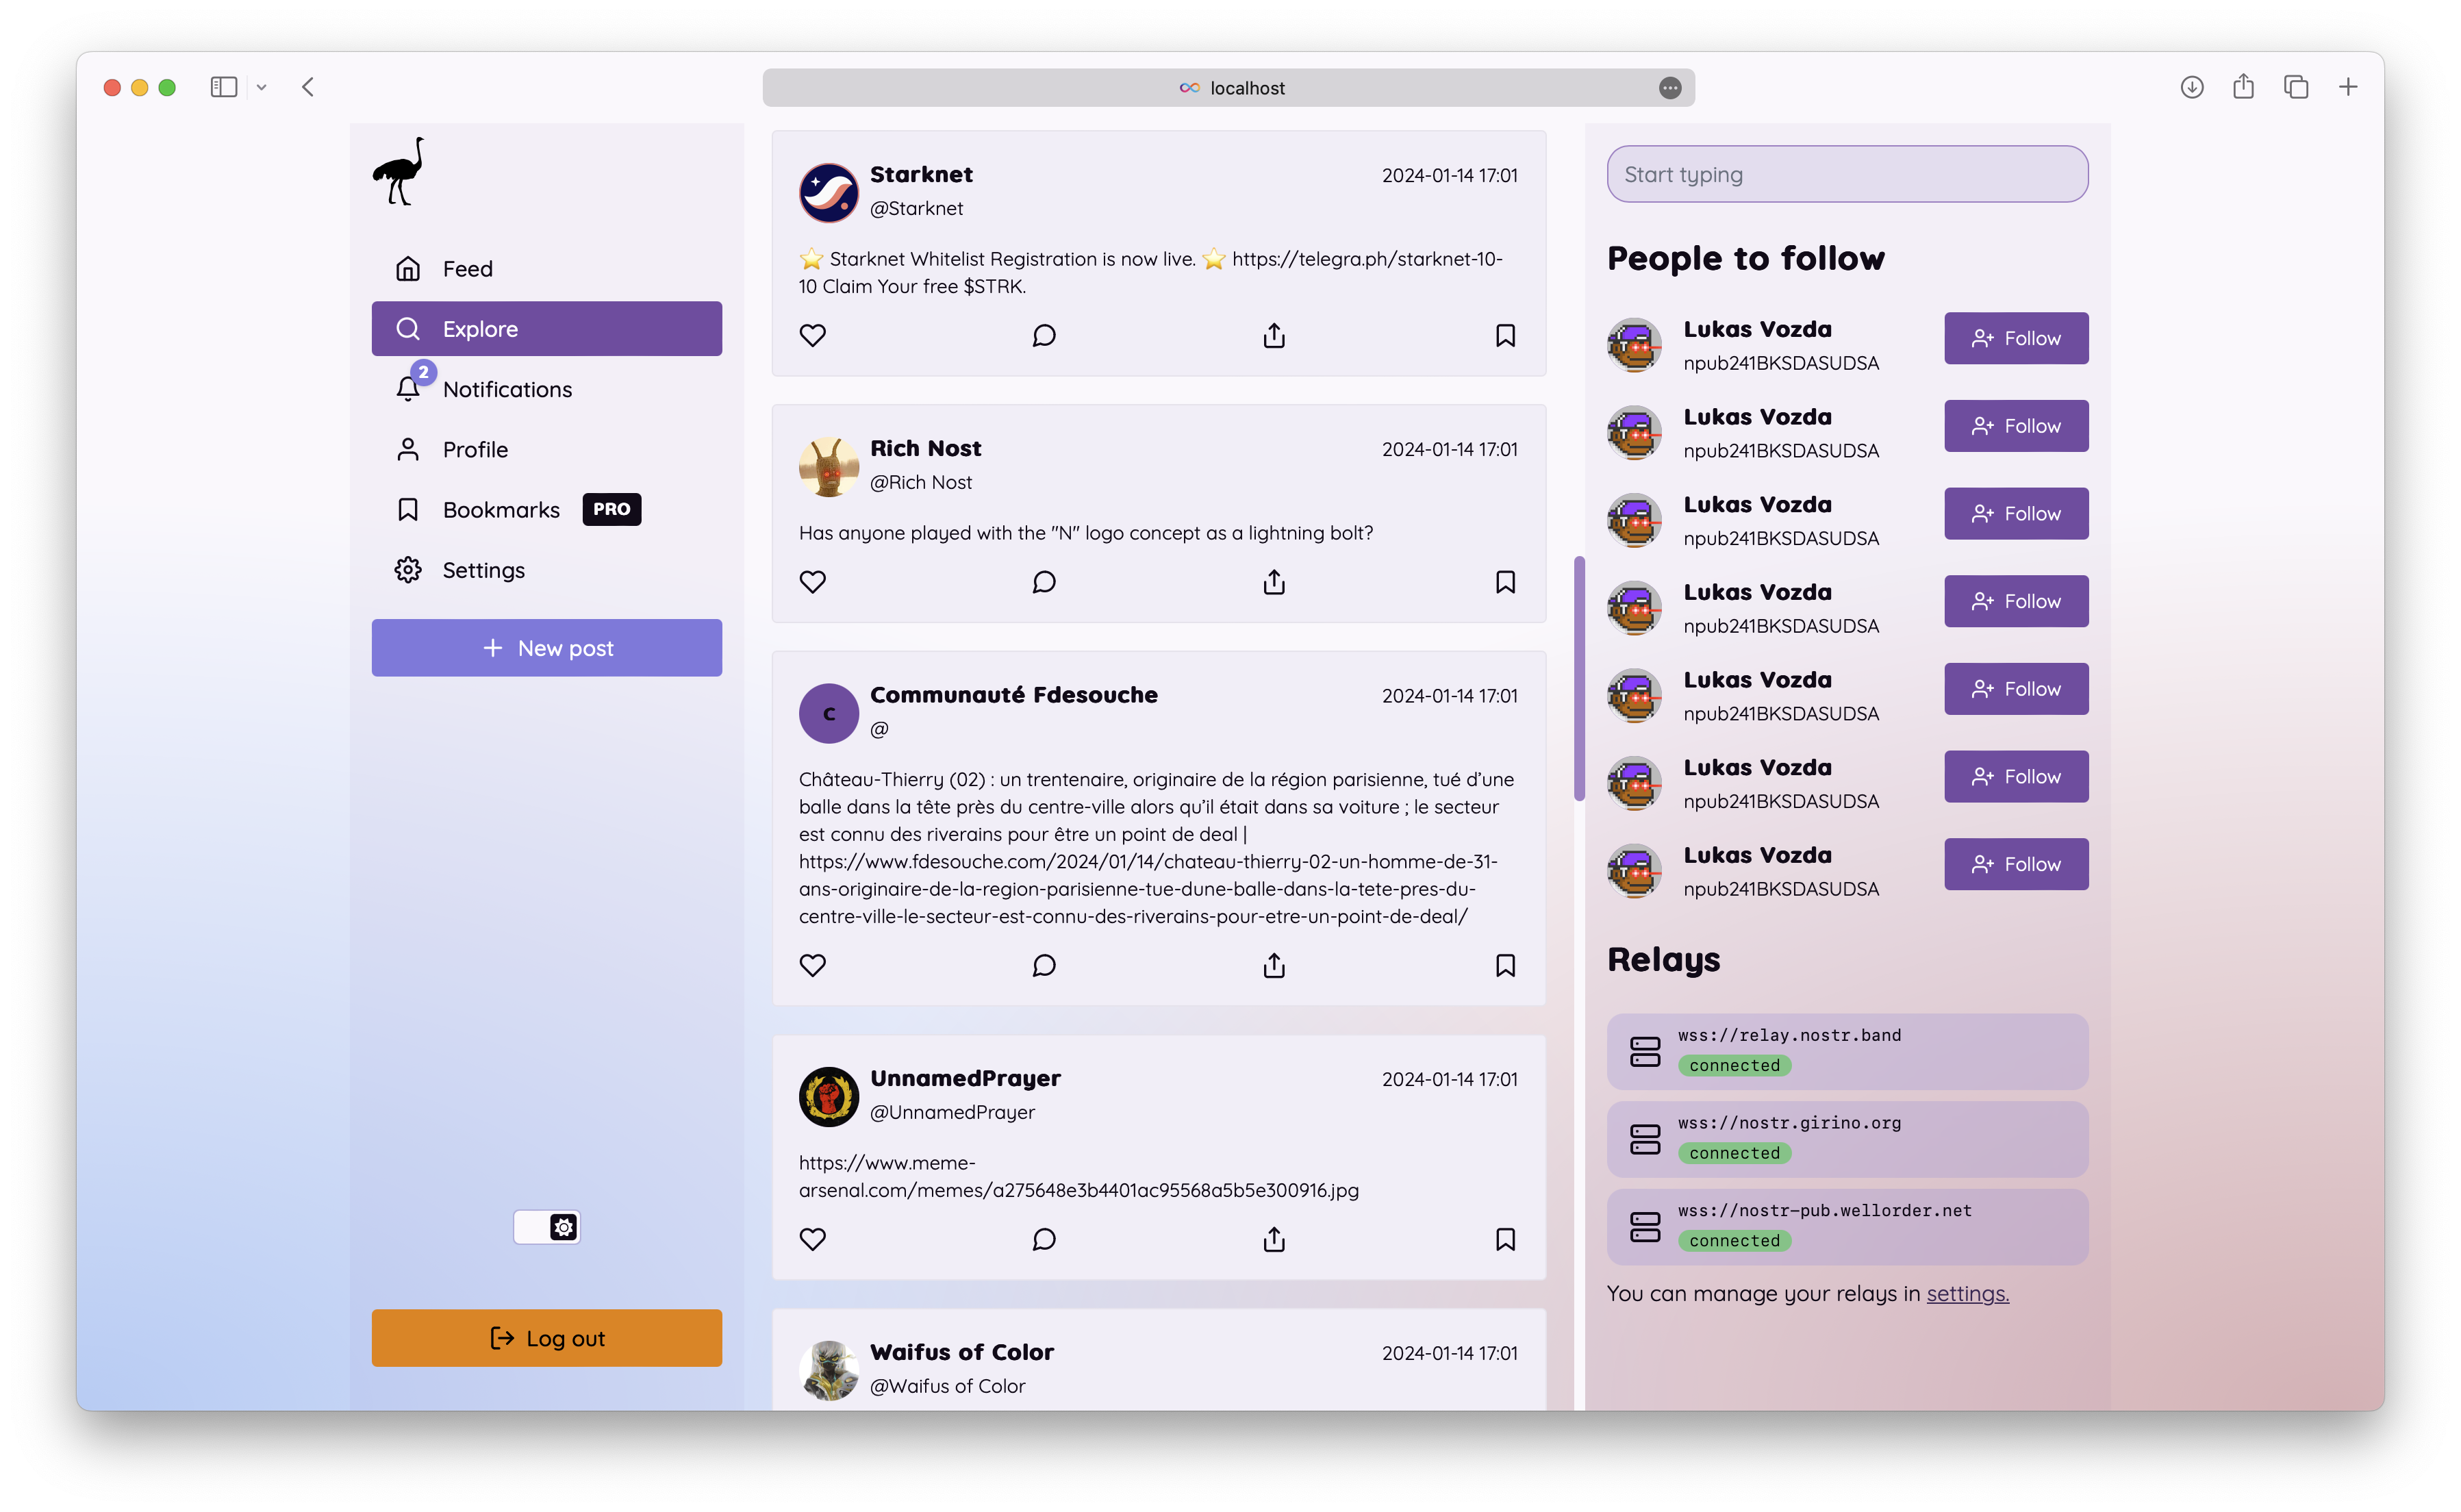 localhost
Feed
Explore
2
Notifications
Profile
Bookmarks PRO
Settings
New post
Log out
Starknet
2024-01-14 17:01
@Starknet
⭐ Starknet Whitelist Registration is now live. ⭐ https://telegra.ph/starknet-10-
10 Claim Your free $STRK.
Rich Nost
2024-01-14 17:01
@Rich Nost
Has anyone played with the "N" logo concept as a lightning bolt?
C
Communauté Fdesouche
2024-01-14 17:01
@
Château-Thierry (02) : un trentenaire, originaire de la région parisienne, tué d’une
balle dans la tête près du centre-ville alors qu’il était dans sa voiture ; le secteur
est connu des riverains pour être un point de deal |
https://www.fdesouche.com/2024/01/14/chateau-thierry-02-un-homme-de-31-
ans-originaire-de-la-region-parisienne-tue-dune-balle-dans-la-tete-pres-du-
centre-ville-le-secteur-est-connu-des-riverains-pour-etre-un-point-de-deal/
UnnamedPrayer
2024-01-14 17:01
@UnnamedPrayer
https://www.meme-
arsenal.com/memes/a275648e3b4401ac95568a5b5e300916.jpg
Waifus of Color
2024-01-14 17:01
@Waifus of Color
Start typing
People to follow
Lukas Vozda
npub241BKSDASUDSA
Follow
Lukas Vozda
npub241BKSDASUDSA
Follow
Lukas Vozda
npub241BKSDASUDSA
Follow
Lukas Vozda
npub241BKSDASUDSA
Follow
Lukas Vozda
npub241BKSDASUDSA
Follow
Lukas Vozda
npub241BKSDASUDSA
Follow
Lukas Vozda
npub241BKSDASUDSA
Follow
Relays
wss://relay.nostr.band
connected
wss://nostr.girino.org
connected
wss://nostr-pub.wellorder.net
connected
You can manage your relays in settings.